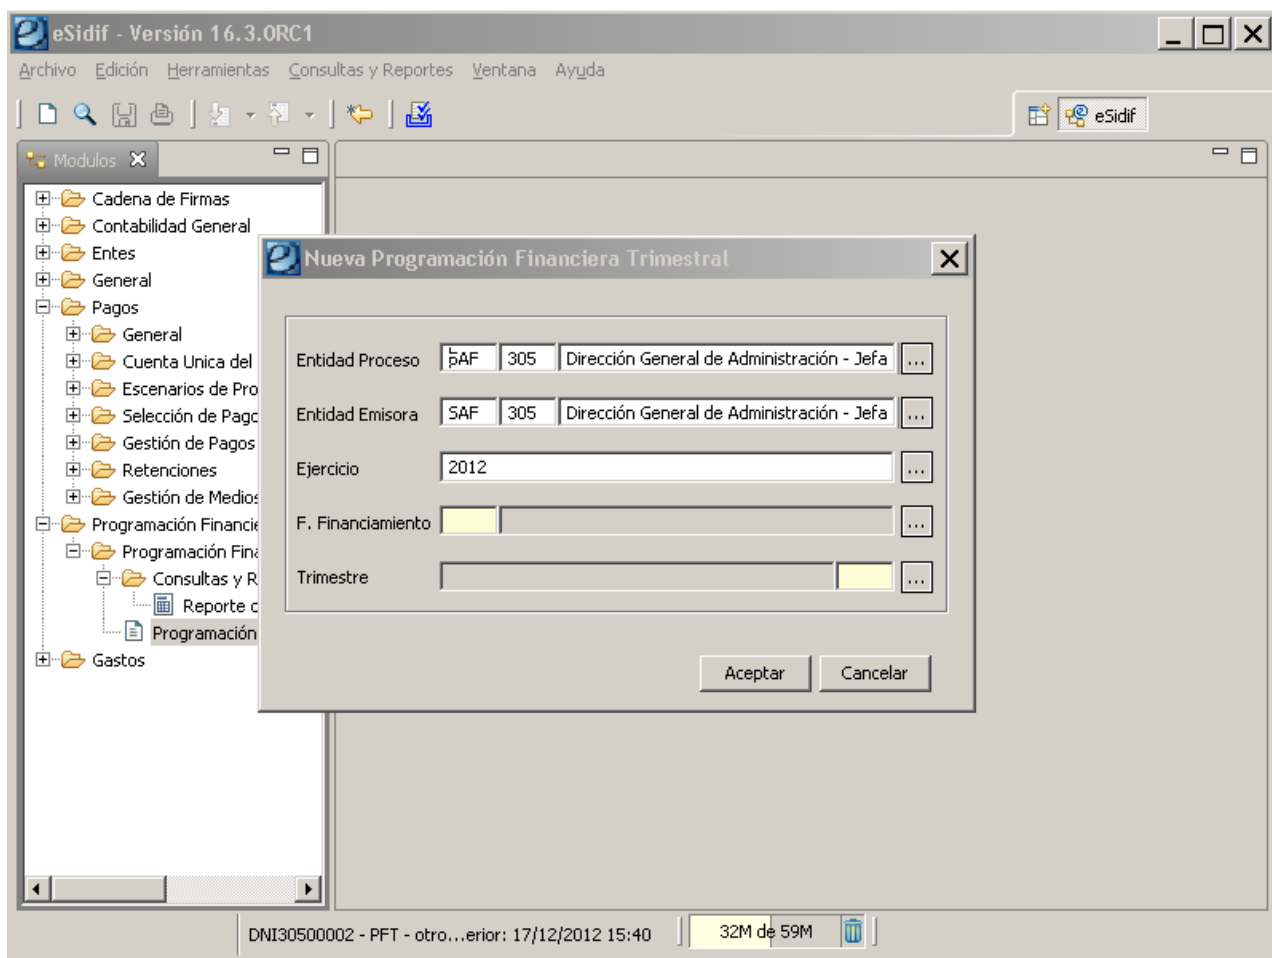 eSidif - Versión 16.3.0RC1
Archivo Edición Herramientas Consultas y Reportes Ventana Ayuda
eSidif
Modulos
Cadena de Firmas
Contabilidad General
Entes
General
Pagos
General
Cuenta Unica del
Escenarios de Pro
Selección de Pago
Gestión de Pagos
Retenciones
Gestión de Medios
Programación Financie
Programación Fina
Consultas y R
Reporte c
Programación
Gastos
Nueva Programación Financiera Trimestral
Entidad Proceso SAF 305 Dirección General de Administración - Jefa ...
Entidad Emisora SAF 305 Dirección General de Administración - Jefa ...
Ejercicio 2012 ...
F. Financiamiento ...
Trimestre ...
Aceptar Cancelar
DNI30500002 - PFT - otro...erior: 17/12/2012 15:40 32M de 59M